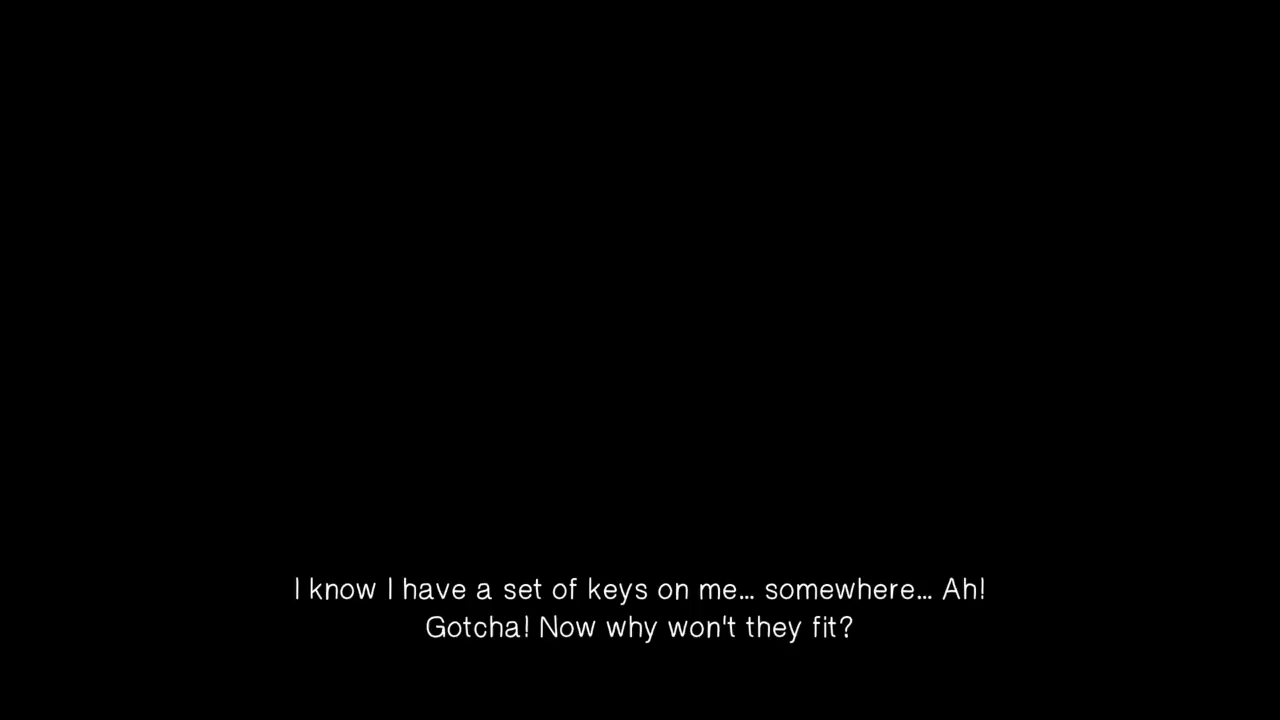 I know I have a set of keys on me... somewhere... Ah!
Gotcha! Now why won't they fit?